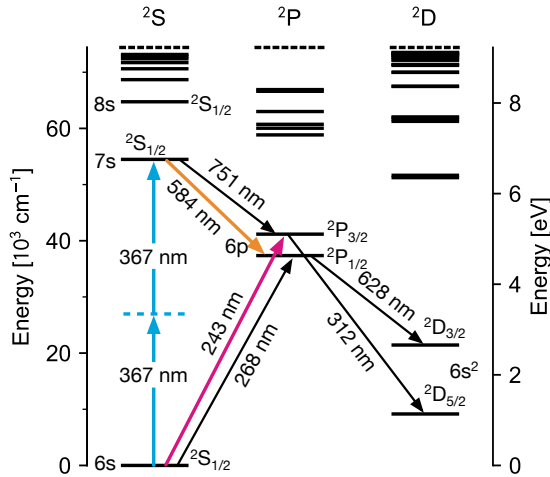 ²S
²P
²D
Energy [10³ cm⁻¹]
60
40
20
0
Energy [eV]
8
6
4
2
0
8s
²S₁/₂
²S₁/₂
7s
751 nm
584 nm
6p
²P₃/₂
²P₁/₂
367 nm
367 nm
243 nm
268 nm
628 nm
312 nm
²D₃/₂
6s²
²D₅/₂
6s
²S₁/₂